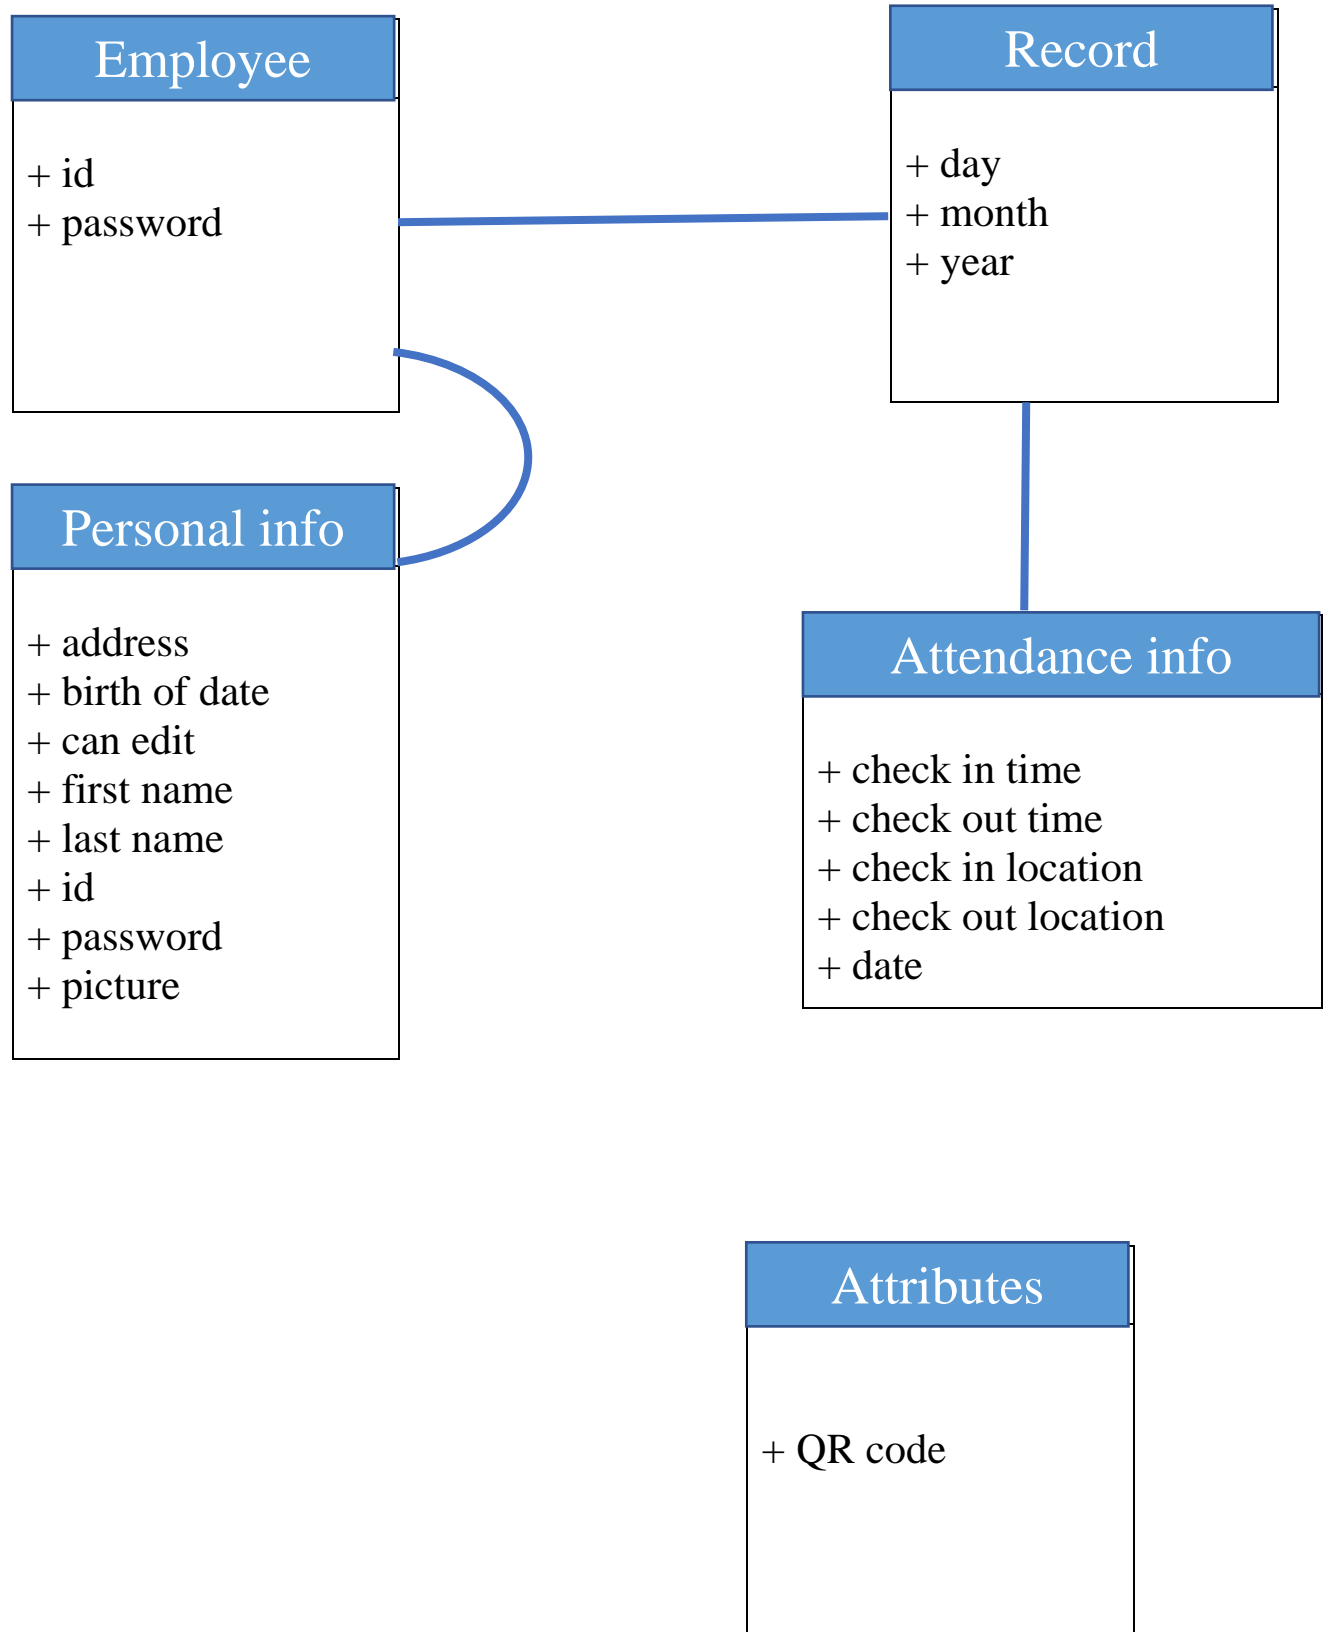 Employee
+ id
+ password
Record
+ day
+ month
+ year
Personal info
+ address
+ birth of date
+ can edit
+ first name
+ last name
+ id
+ password
+ picture
Attendance info
+ check in time
+ check out time
+ check in location
+ check out location
+ date
Attributes
+ QR code